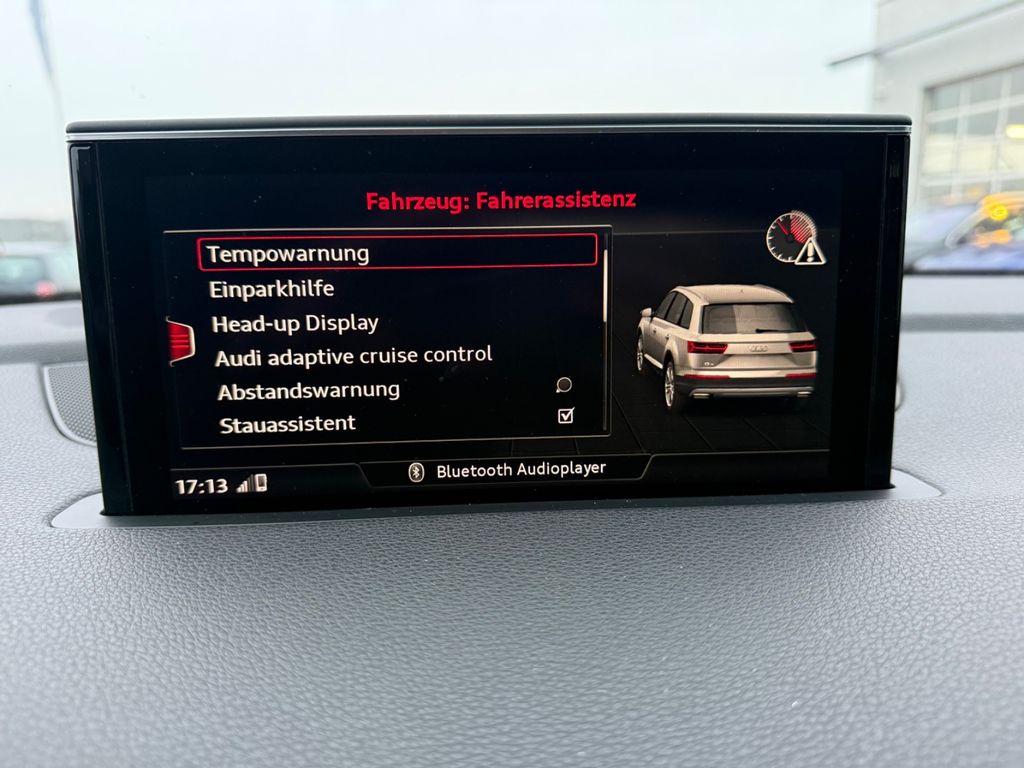 Fahrzeug: Fahrerassistenz
Tempowarnung
Einparkhilfe
Head-up Display
Audi adaptive cruise control
Abstandswarnung
Stauassistent
17:13
Bluetooth Audioplayer